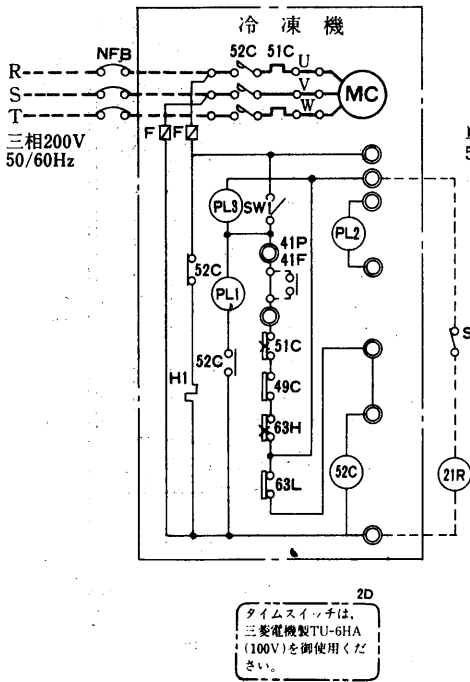 冷凍機
NFB
52C
51C
R
U
S
V
MC
T
W
三相200V
50/60Hz
F
F
PL3
SW1
41P
41F
PL2
52C
PL1
51C
S
52C
49C
H1
63H
52C
21R
63L
2D
タイムスイッチは,
三菱電機製TU-6HA
(100V)を御使用くだ
さい。